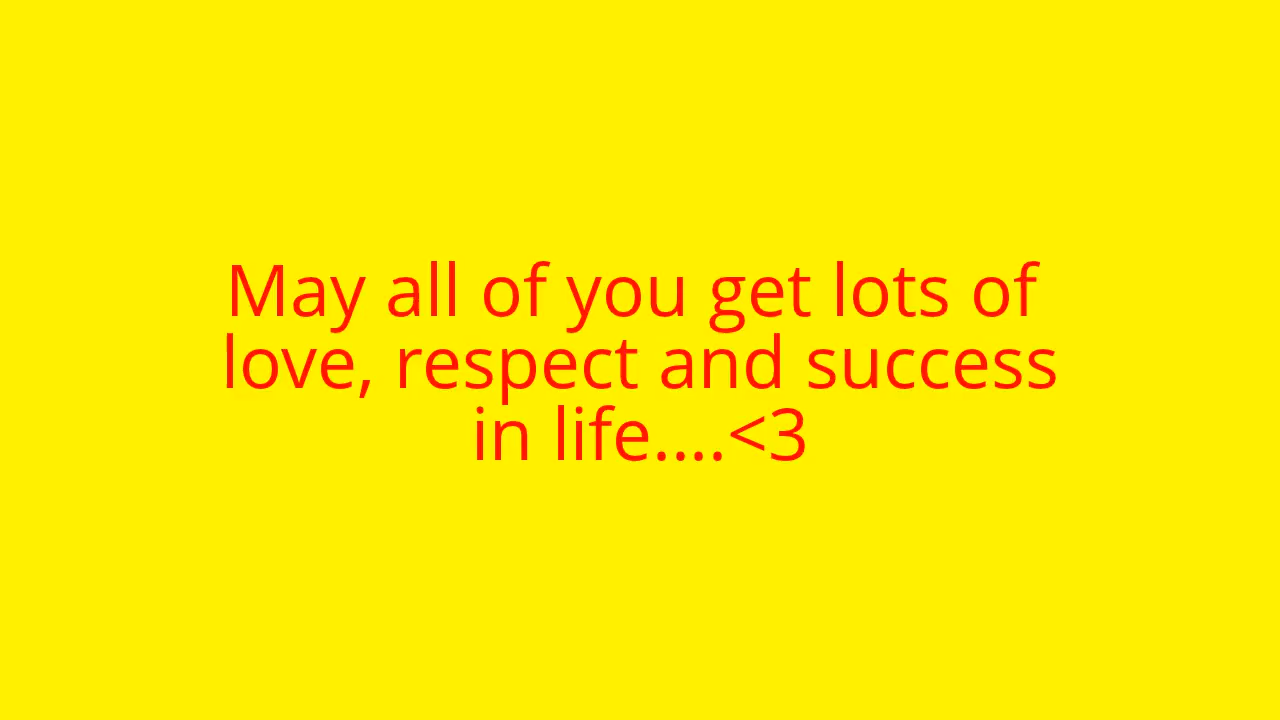 May all of you get lots of
love, respect and success
in life....<3